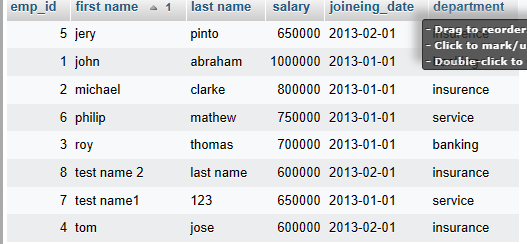 emp_id first name 1 last name salary joineing_date department
5 jery pinto 650000 2013-02-01
- Drag to reorder
- Click to mark/u
- Double-click to
1 john abraham 1000000 2013-01-01
2 michael clarke 800000 2013-01-01 insurence
6 philip mathew 750000 2013-01-01 service
3 roy thomas 700000 2013-01-01 banking
8 test name 2 last name 600000 2013-02-01 insurance
7 test name1 123 650000 2013-01-01 service
4 tom jose 600000 2013-01-01 insurance